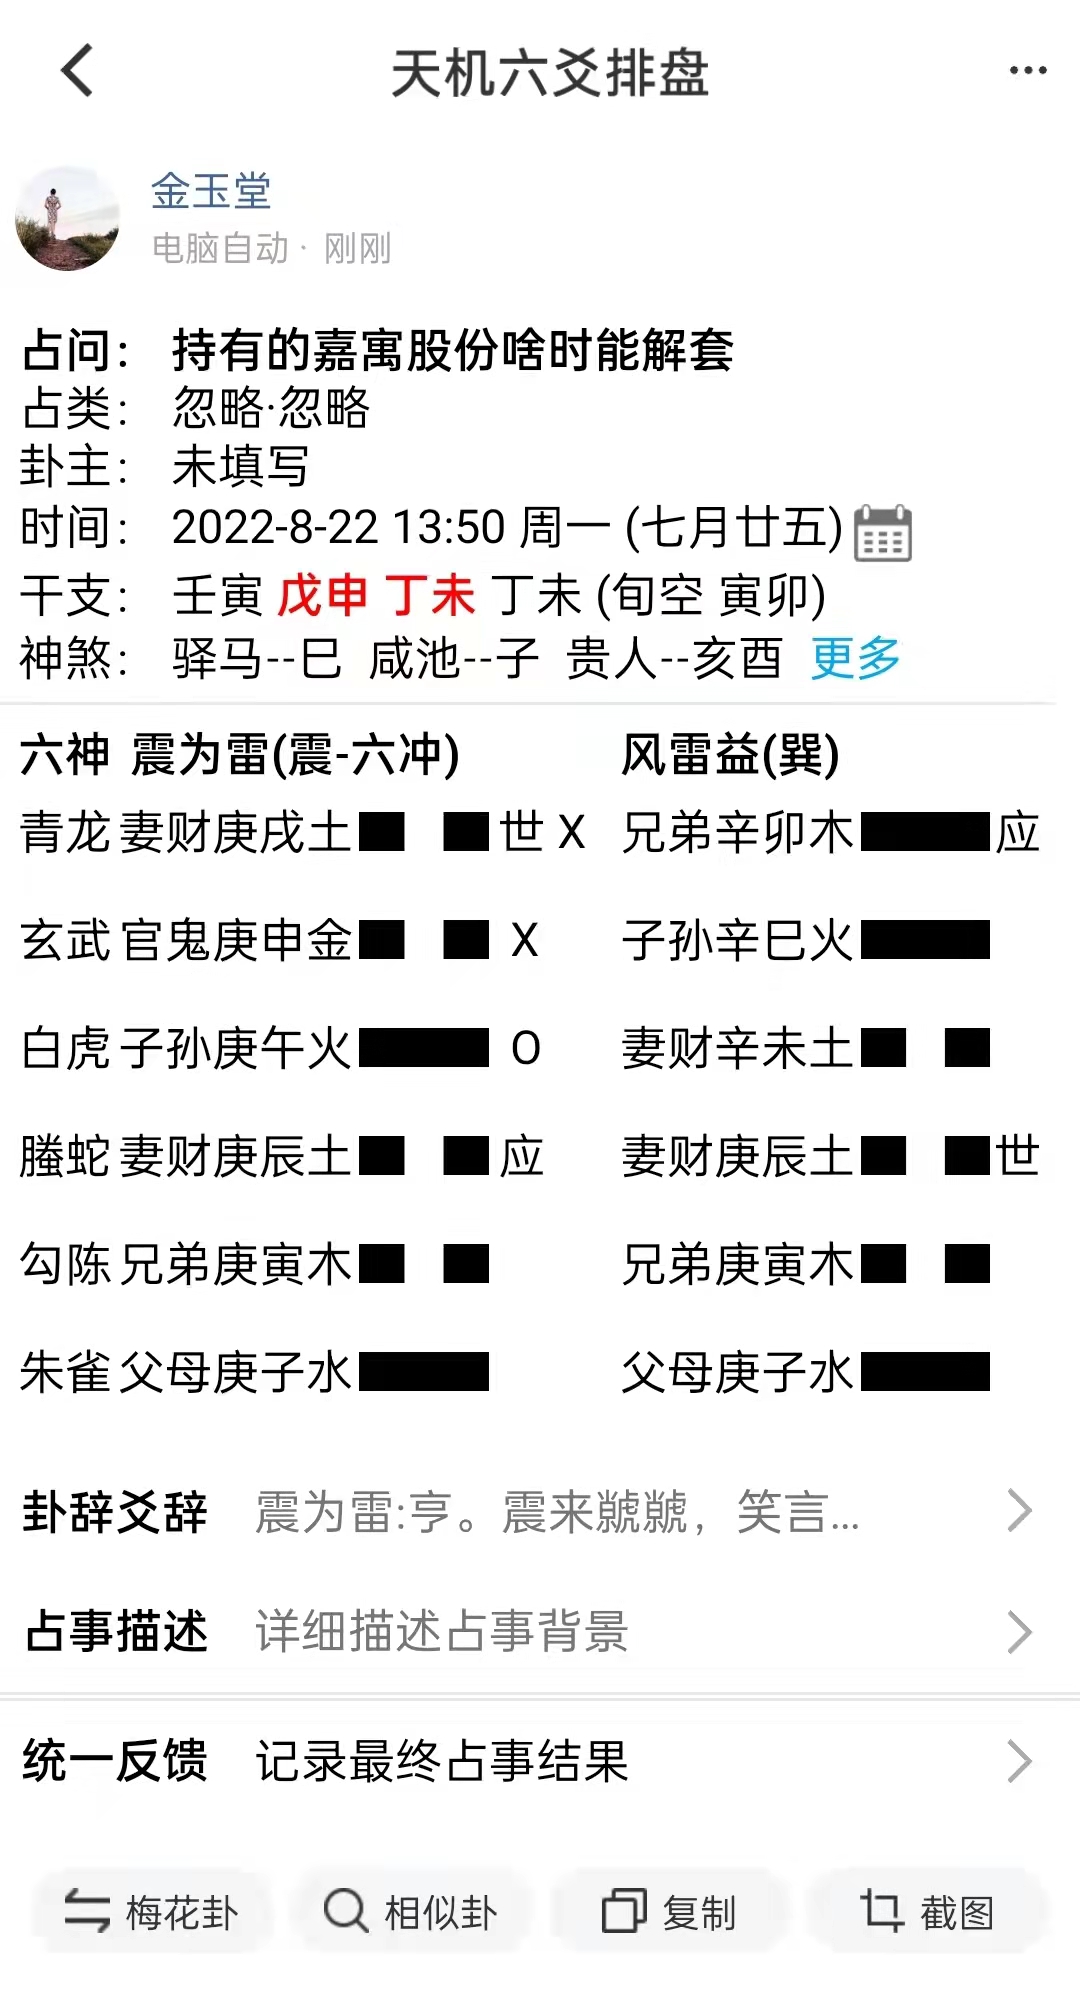 天机六爻排盘
金玉堂
电脑自动 · 刚刚
占问： 持有的嘉寓股份啥时能解套
占类： 忽略·忽略
卦主： 未填写
时间： 2022-8-22 13:50 周一 (七月廿五)
干支： 壬寅 戊申 丁未 丁未 (旬空 寅卯)
神煞： 驿马--巳 咸池--子 贵人--亥酉 更多
六神 震为雷(震-六冲) 风雷益(巽)
青龙 妻财庚戌土 世 X 兄弟辛卯木 应
玄武 官鬼庚申金 X 子孙辛巳火
白虎 子孙庚午火 O 妻财辛未土
螣蛇 妻财庚辰土 应 妻财庚辰土 世
勾陈 兄弟庚寅木 兄弟庚寅木
朱雀 父母庚子水 父母庚子水
卦辞爻辞 震为雷:亨。震来虩虩，笑言...
占事描述 详细描述占事背景
统一反馈 记录最终占事结果
梅花卦 相似卦 复制 截图